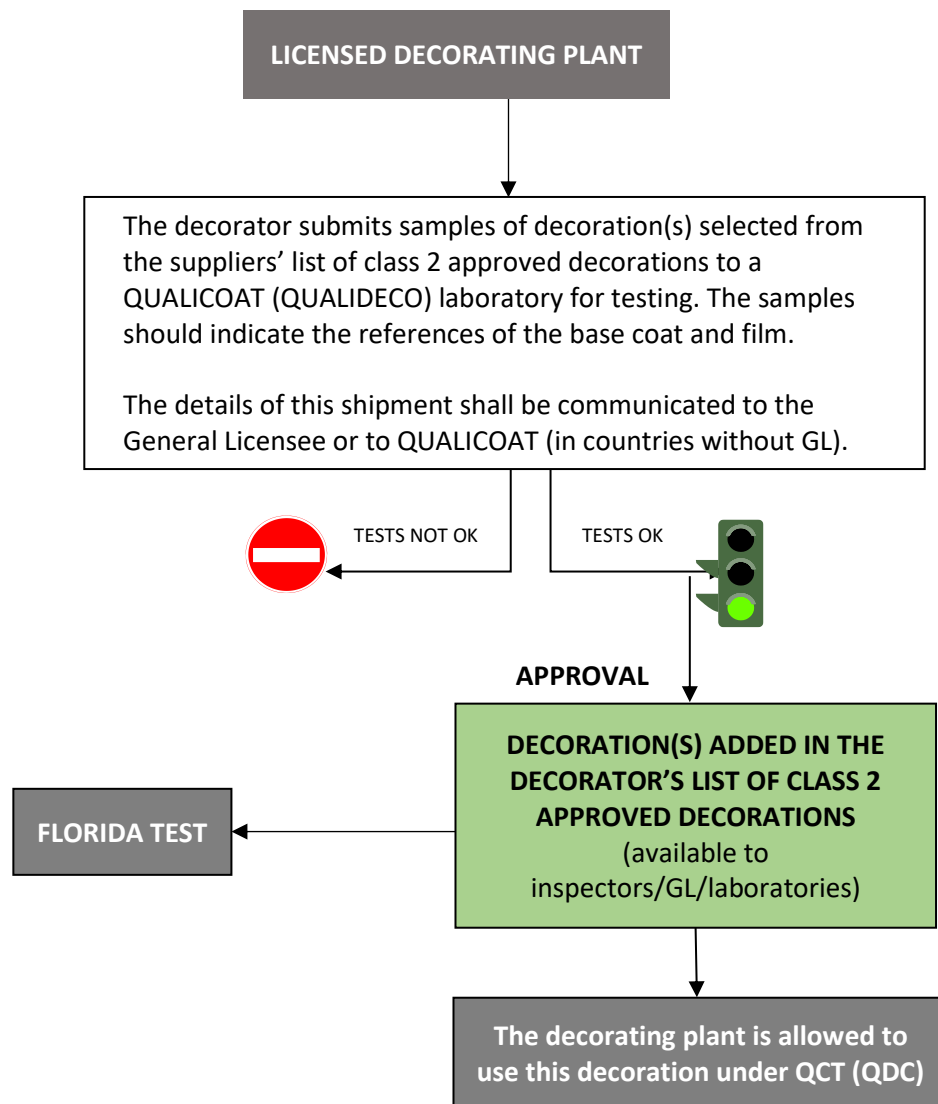 LICENSED DECORATING PLANT
The decorator submits samples of decoration(s) selected from
the suppliers’ list of class 2 approved decorations to a
QUALICOAT (QUALIDECO) laboratory for testing. The samples
should indicate the references of the base coat and film.
The details of this shipment shall be communicated to the
General Licensee or to QUALICOAT (in countries without GL).
TESTS NOT OK
TESTS OK
APPROVAL
DECORATION(S) ADDED IN THE
DECORATOR’S LIST OF CLASS 2
APPROVED DECORATIONS
(available to
inspectors/GL/laboratories)
FLORIDA TEST
The decorating plant is allowed to
use this decoration under QCT (QDC)